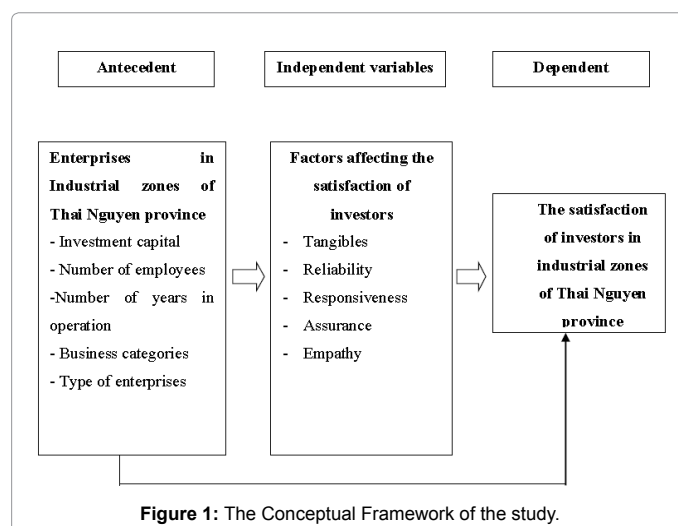 Antecedent
Independent variables
Dependent
Enterprises in
Industrial zones of
Thai Nguyen province
- Investment capital
- Number of employees
-Number of years in
operation
- Business categories
- Type of enterprises
Factors affecting the
satisfaction of
investors
- Tangibles
- Reliability
- Responsiveness
- Assurance
- Empathy
The satisfaction
of investors in
industrial zones
of Thai Nguyen
province
Figure 1: The Conceptual Framework of the study.